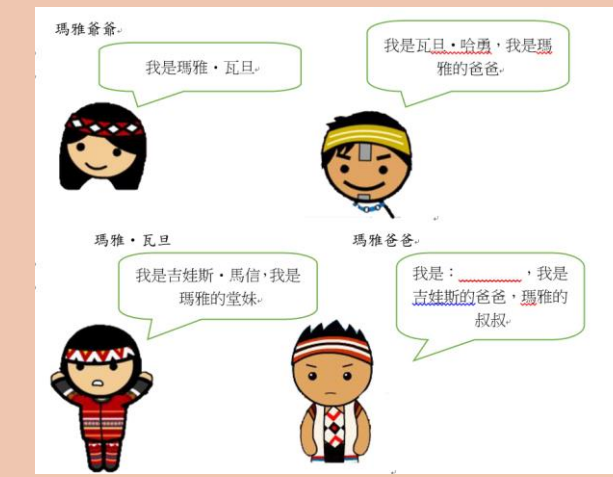 瑪雅爺爺
我是瑪雅・瓦旦
我是瓦旦・哈勇，我是瑪
雅的爸爸
瑪雅・瓦旦
瑪雅爸爸
我是吉娃斯・馬信，我是
瑪雅的堂妹
我是：________，我是
吉娃斯的爸爸，瑪雅的
叔叔